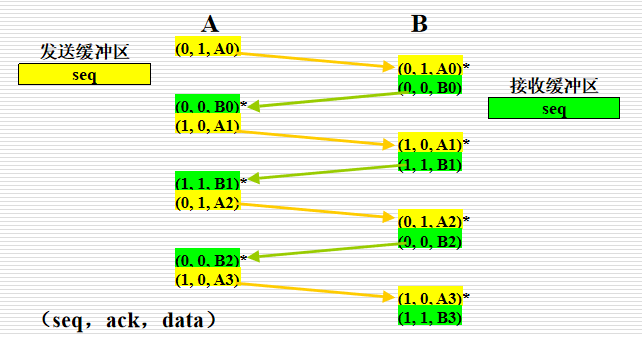 A
B
发送缓冲区
seq
(0, 1, A0)
(0, 1, A0)*
(0, 0, B0)
接收缓冲区
seq
(0, 0, B0)*
(1, 0, A1)
(1, 0, A1)*
(1, 1, B1)
(1, 1, B1)*
(0, 1, A2)
(0, 1, A2)*
(0, 0, B2)
(0, 0, B2)*
(1, 0, A3)
(1, 0, A3)*
(1, 1, B3)
（seq，ack，data）